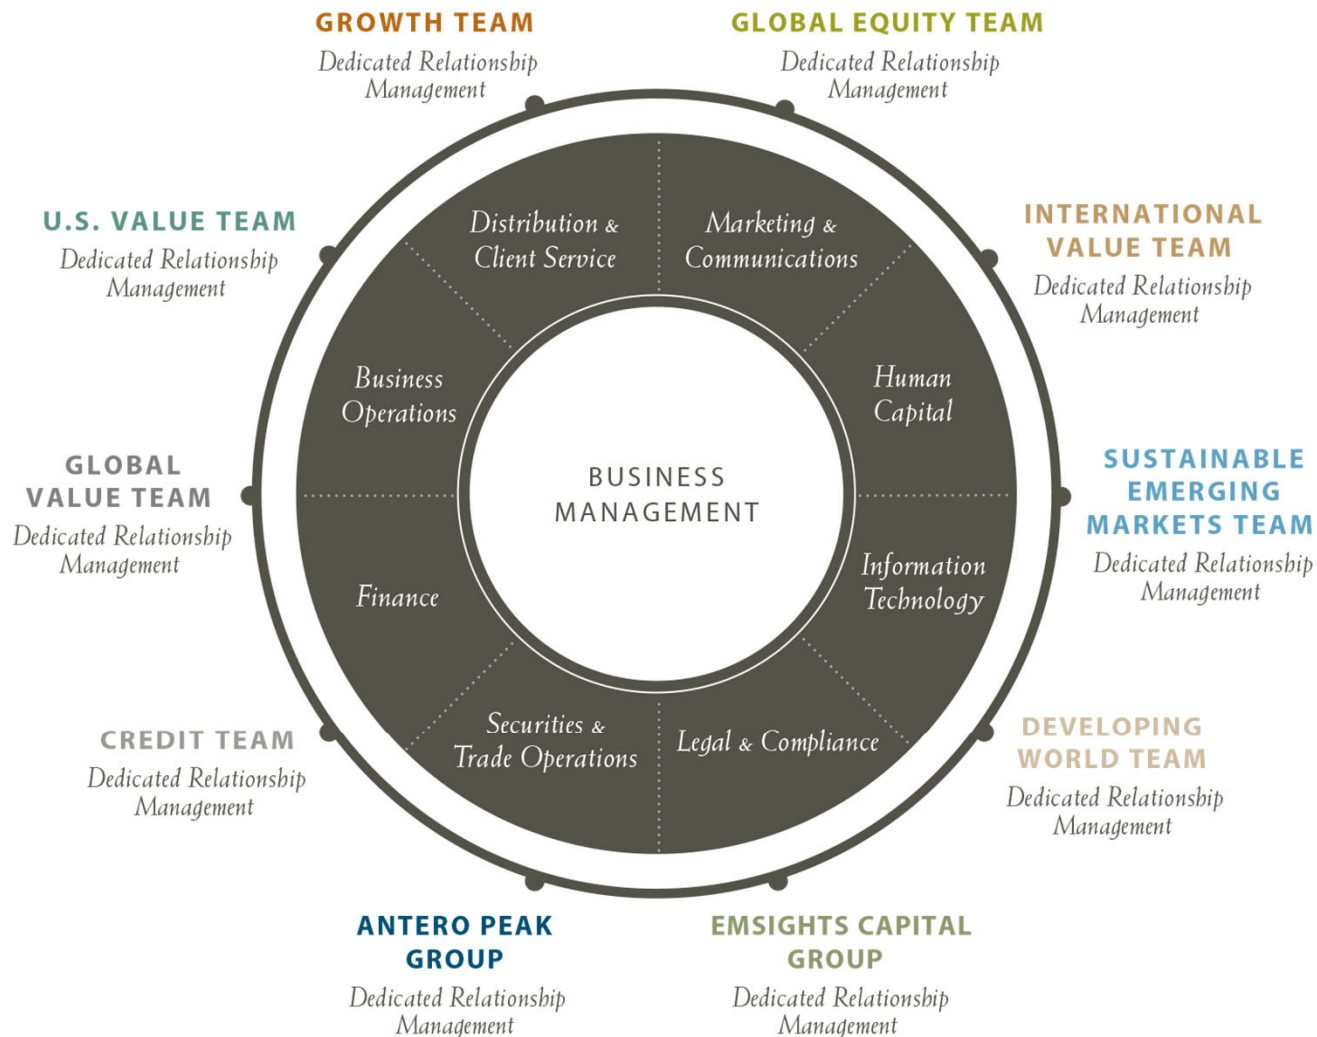 GROWTH TEAM
Dedicated Relationship
Management
GLOBAL EQUITY TEAM
Dedicated Relationship
Management
U.S. VALUE TEAM
Dedicated Relationship
Management
INTERNATIONAL
VALUE TEAM
Dedicated Relationship
Management
GLOBAL
VALUE TEAM
Dedicated Relationship
Management
SUSTAINABLE
EMERGING
MARKETS TEAM
Dedicated Relationship
Management
CREDIT TEAM
Dedicated Relationship
Management
DEVELOPING
WORLD TEAM
Dedicated Relationship
Management
ANTERO PEAK
GROUP
Dedicated Relationship
Management
EMSIGHTS CAPITAL
GROUP
Dedicated Relationship
Management
Distribution &
Client Service
Marketing &
Communications
Business
Operations
Human
Capital
Finance
Information
Technology
Securities &
Trade Operations
Legal & Compliance
BUSINESS
MANAGEMENT